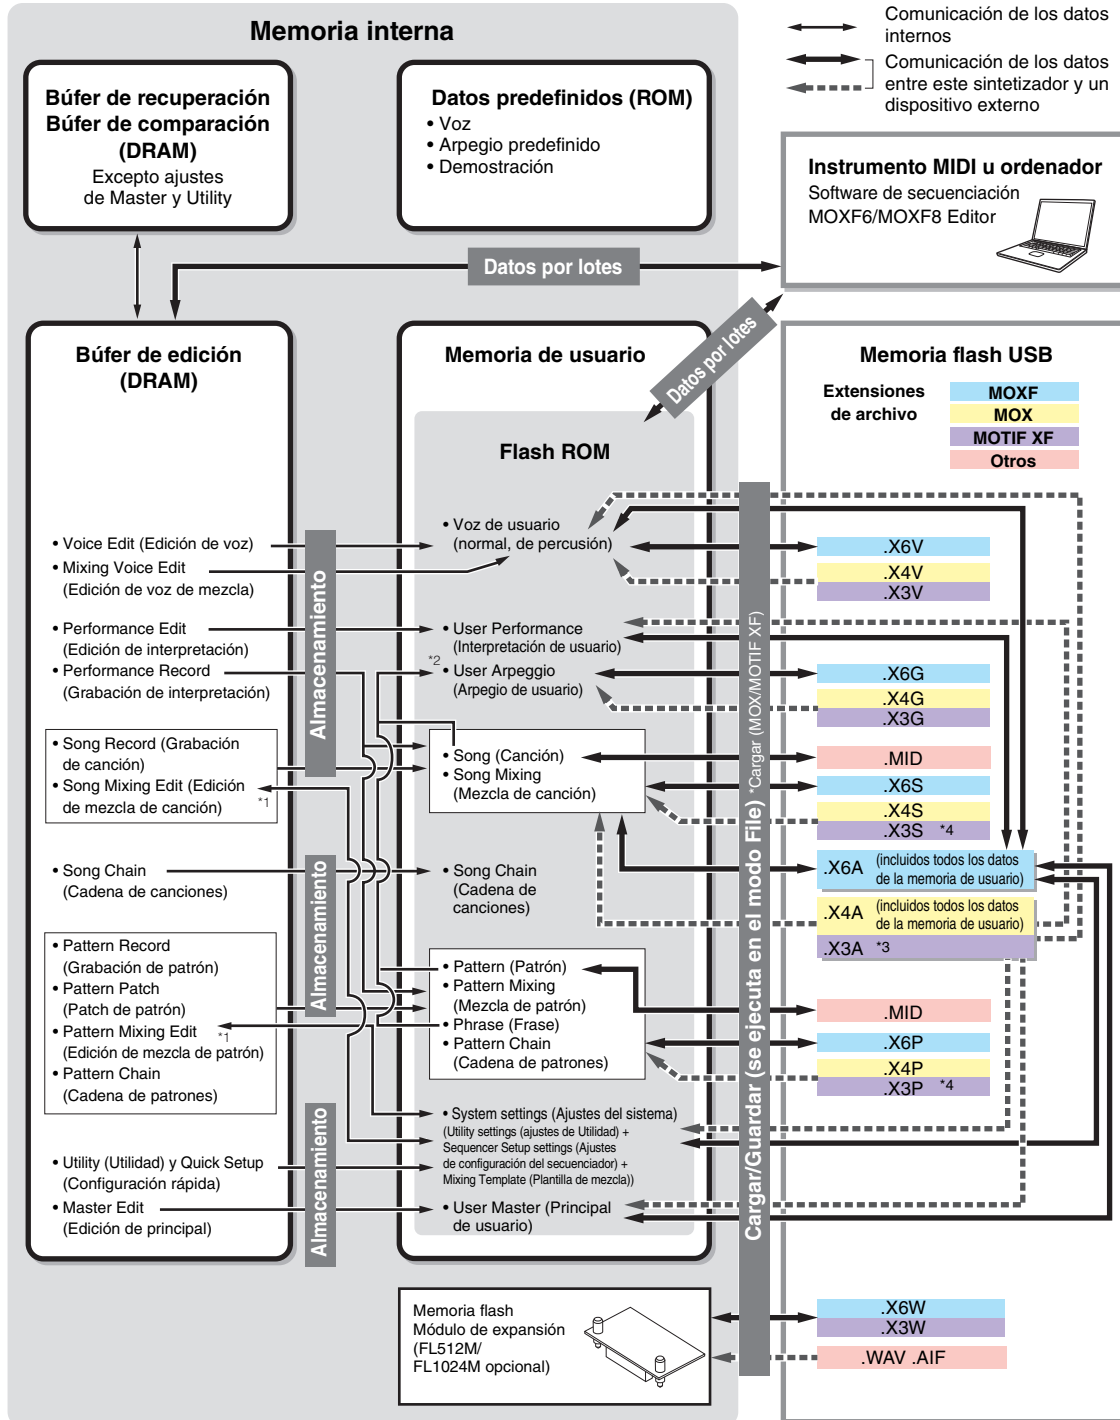 Memoria interna
Comunicación de los datos
internos
Comunicación de los datos
entre este sintetizador y un
dispositivo externo
Búfer de recuperación
Búfer de comparación
(DRAM)
Excepto ajustes
de Master y Utility
Datos predefinidos (ROM)
• Voz
• Arpegio predefinido
• Demostración
Instrumento MIDI u ordenador
Software de secuenciación
MOXF6/MOXF8 Editor
Datos por lotes
Datos por lotes
Búfer de edición
(DRAM)
• Voice Edit (Edición de voz)
• Mixing Voice Edit
(Edición de voz de mezcla)
• Performance Edit
(Edición de interpretación)
• Performance Record
(Grabación de interpretación)
• Song Record (Grabación
de canción)
• Song Mixing Edit (Edición
de mezcla de canción)
*1
• Song Chain
(Cadena de canciones)
• Pattern Record
(Grabación de patrón)
• Pattern Patch
(Patch de patrón)
• Pattern Mixing Edit
*1
(Edición de mezcla de patrón)
• Pattern Chain
(Cadena de patrones)
• Utility (Utilidad) y Quick Setup
(Configuración rápida)
• Master Edit
(Edición de principal)
Almacenamiento
Almacenamiento
Almacenamiento
Memoria de usuario
Flash ROM
• Voz de usuario
(normal, de percusión)
• User Performance
(Interpretación de usuario)
*2
• User Arpeggio
(Arpegio de usuario)
• Song (Canción)
• Song Mixing
(Mezcla de canción)
• Song Chain
(Cadena de
canciones)
• Pattern (Patrón)
• Pattern Mixing
(Mezcla de patrón)
• Phrase (Frase)
• Pattern Chain
(Cadena de patrones)
• System settings (Ajustes del sistema)
(Utility settings (ajustes de Utilidad) +
Sequencer Setup settings (Ajustes
de configuración del secuenciador) +
Mixing Template (Plantilla de mezcla))
• User Master (Principal
de usuario)
Memoria flash
Módulo de expansión
(FL512M/
FL1024M opcional)
Cargar/Guardar (se ejecuta en el modo File) *Cargar (MOX/MOTIF XF)
Memoria flash USB
Extensiones
de archivo
MOXF
MOX
MOTIF XF
Otros
.X6V
.X4V
.X3V
.X6G
.X4G
.X3G
.MID
.X6S
.X4S
.X3S *4
.X6A (incluidos todos los datos
de la memoria de usuario)
.X4A (incluidos todos los datos
de la memoria de usuario)
.X3A *3
.MID
.X6P
.X4P
.X3P *4
.X6W
.X3W
.WAV .AIF